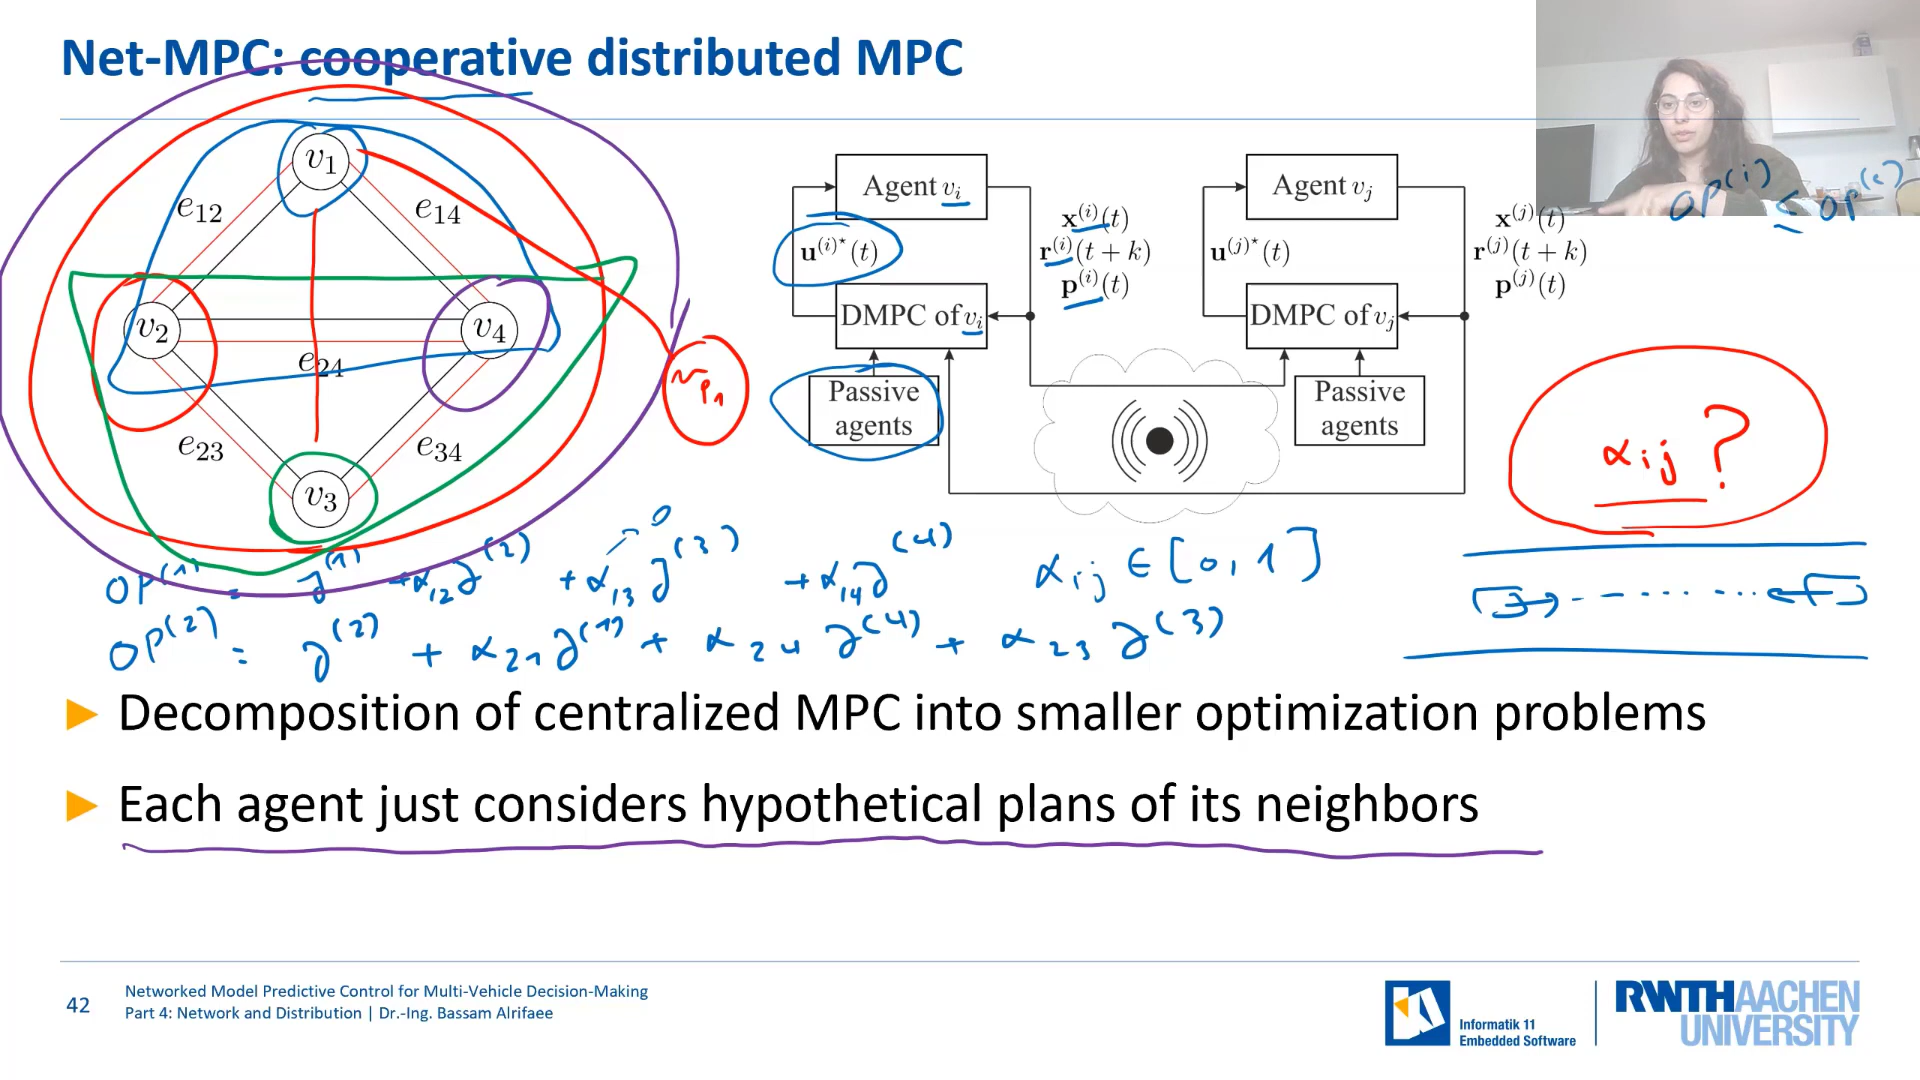 Net-MPC: cooperative distributed MPC
v1
e12
e14
v2
v4
e24
e23
e34
v3
Agent vi
u(i)*(t)
x(i)(t)
r(i)(t + k)
p(i)(t)
DMPC of vi
Passive
agents
Agent vj
u(j)*(t)
x(j)(t)
r(j)(t + k)
p(j)(t)
DMPC of vj
Passive
agents
OP(i) ≤ OP(c)
αij ?
OP(1) = J(1) + α12 J(2) + α13 J(3) + α14 J(4) αij ∈ [0, 1]
0
OP(2) = J(2) + α21 J(1) + α24 J(4) + α23 J(3)
► Decomposition of centralized MPC into smaller optimization problems
► Each agent just considers hypothetical plans of its neighbors
42
Networked Model Predictive Control for Multi-Vehicle Decision-Making
Part 4: Network and Distribution | Dr.-Ing. Bassam Alrifaee
Informatik 11
Embedded Software
RWTH AACHEN
UNIVERSITY